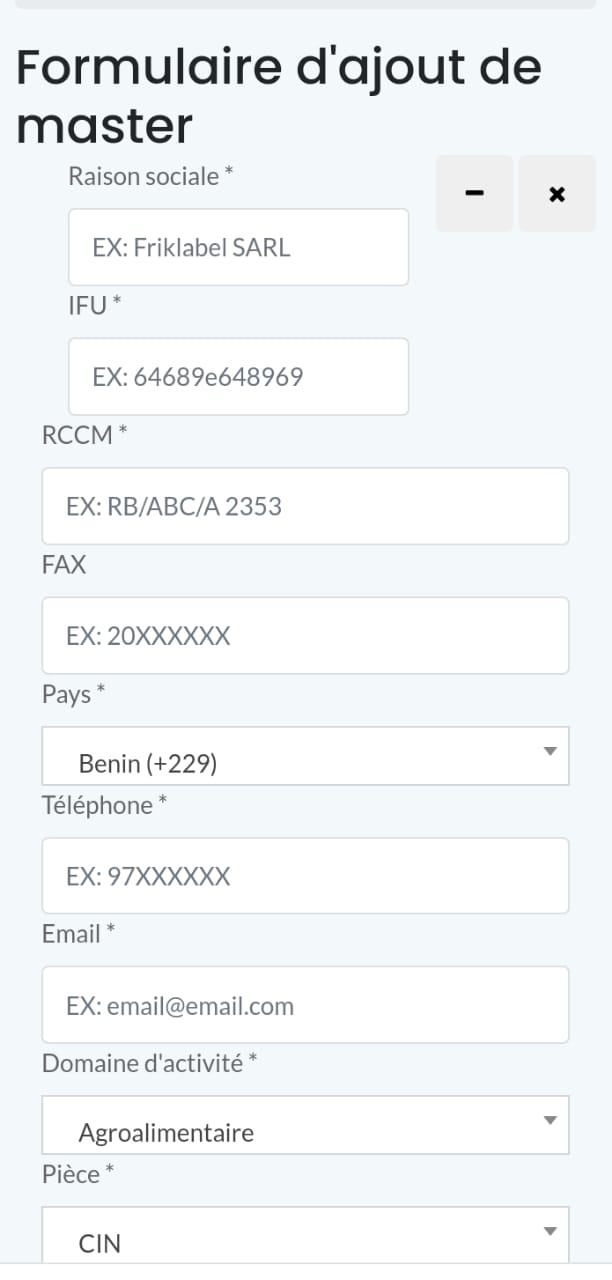 Formulaire d'ajout de
master
Raison sociale *
EX: Friklabel SARL
IFU *
EX: 64689e648969
RCCM *
EX: RB/ABC/A 2353
FAX
EX: 20XXXXXX
Pays *
Benin (+229)
Téléphone *
EX: 97XXXXXX
Email *
EX: email@email.com
Domaine d'activité *
Agroalimentaire
Pièce *
CIN